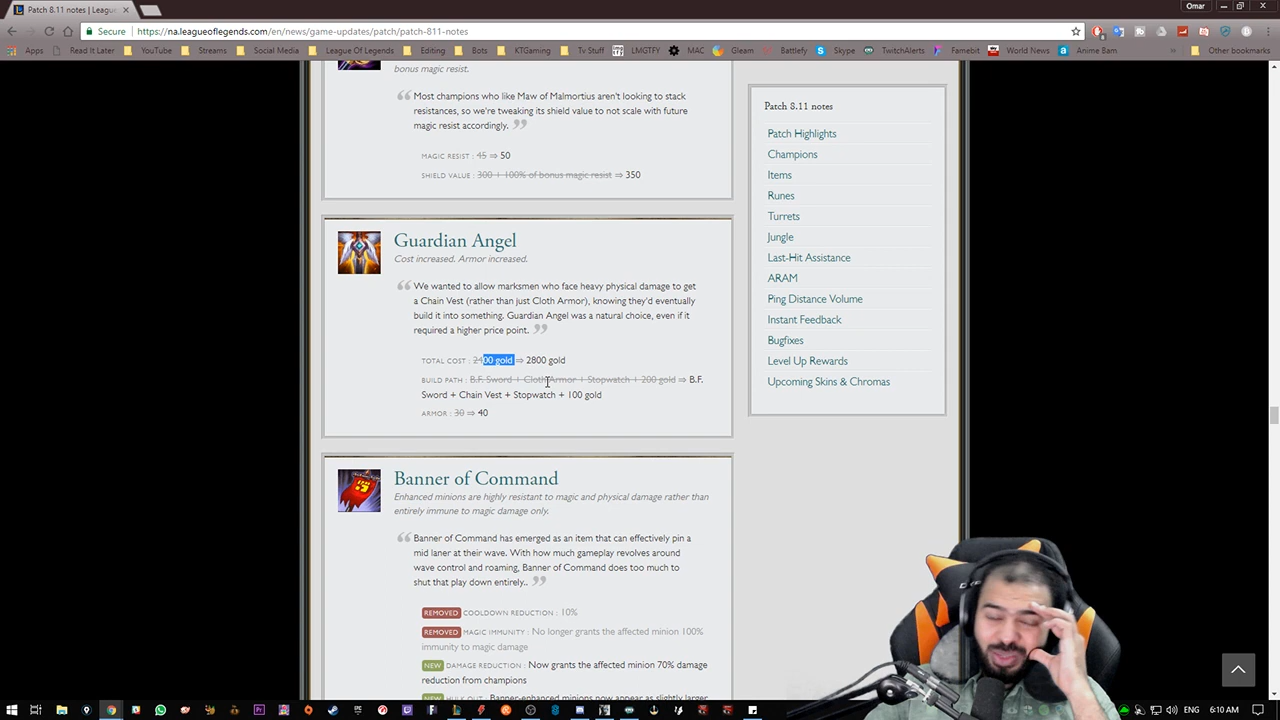 Patch 8.11 notes | Leagu
Omar
Secure
https://na.leagueoflegends.com/en/news/game-updates/patch/patch-811-notes
Apps
Read It Later
YouTube
Streams
Social Media
League Of Legends
Editing
Bots
KTGaming
Tv Stuff
LMGTFY
MAC
Gleam
Battlefy
Skype
TwitchAlerts
Famebit
World News
Anime Bam
Other bookmarks
bonus magic resist.
Most champions who like Maw of Malmortius aren't looking to stack
resistances, so we're tweaking its shield value to not scale with future
magic resist accordingly.
MAGIC RESIST : 45 ⇒ 50
SHIELD VALUE : 300 + 100% of bonus magic resist ⇒ 350
Guardian Angel
Cost increased. Armor increased.
We wanted to allow marksmen who face heavy physical damage to get
a Chain Vest (rather than just Cloth Armor), knowing they'd eventually
build it into something. Guardian Angel was a natural choice, even if it
required a higher price point.
TOTAL COST : 2400 gold ⇒ 2800 gold
BUILD PATH : B.F. Sword + Cloth Armor + Stopwatch + 200 gold ⇒ B.F.
Sword + Chain Vest + Stopwatch + 100 gold
ARMOR : 30 ⇒ 40
Banner of Command
Enhanced minions are highly resistant to magic and physical damage rather than
entirely immune to magic damage only.
Banner of Command has emerged as an item that can effectively pin a
mid laner at their wave. With how much gameplay revolves around
wave control and roaming, Banner of Command does too much to
shut that play down entirely..
REMOVED COOLDOWN REDUCTION : 10%
REMOVED MAGIC IMMUNITY : No longer grants the affected minion 100%
immunity to magic damage
NEW DAMAGE REDUCTION : Now grants the affected minion 70% damage
reduction from champions
NEW HULK OUT : Banner-enhanced minions now appear as slightly larger
Patch 8.11 notes
Patch Highlights
Champions
Items
Runes
Turrets
Jungle
Last-Hit Assistance
ARAM
Ping Distance Volume
Instant Feedback
Bugfixes
Level Up Rewards
Upcoming Skins & Chromas
ENG
6:10 AM